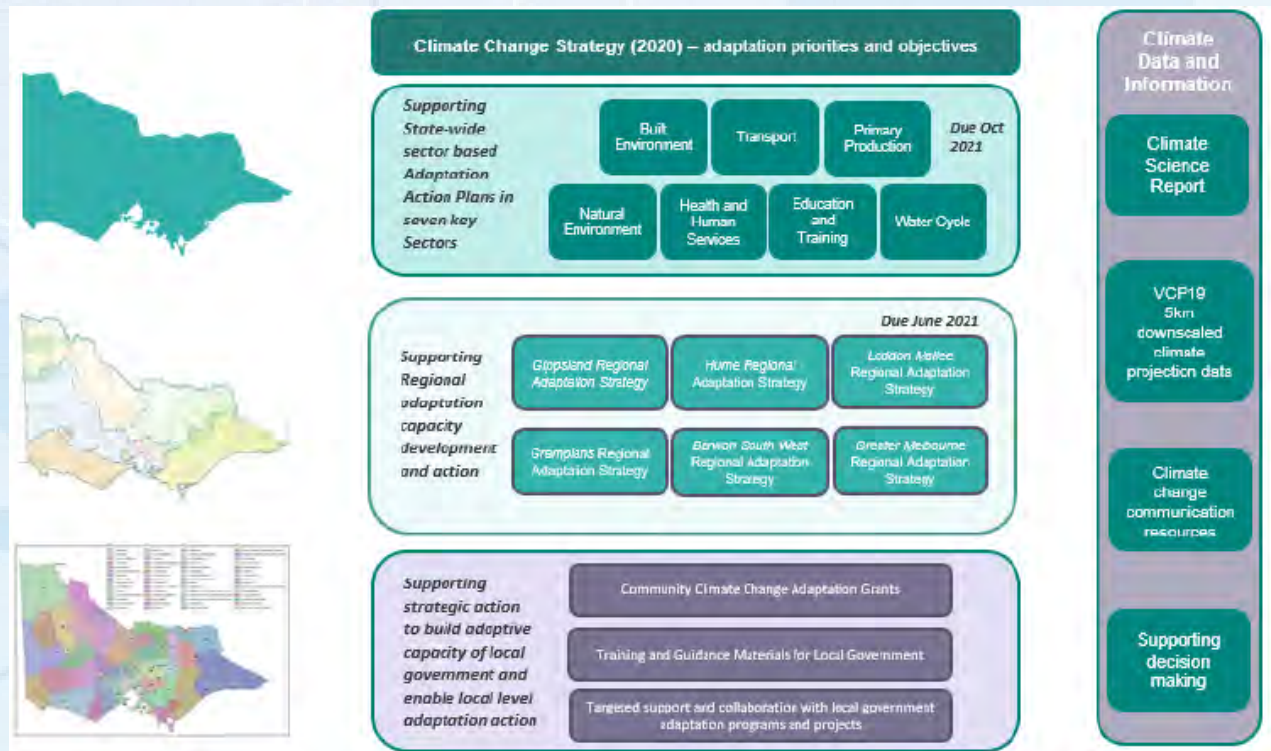 Climate Change Strategy (2020) – adaptation priorities and objectives
Supporting
State-wide
sector based
Adaptation
Action Plans in
seven key
Sectors
Built
Environment
Transport
Primary
Production
Due Oct
2021
Natural
Environment
Health and
Human
Services
Education
and
Training
Water Cycle
Due June 2021
Supporting
Regional
adaptation
capacity
development
and action
Gippsland Regional
Adaptation Strategy
Hume Regional
Adaptation Strategy
Loddon Mallee
Regional Adaptation
Strategy
Grampians Regional
Adaptation Strategy
Barwon South West
Regional Adaptation
Strategy
Greater Melbourne
Regional Adaptation
Strategy
Supporting
strategic action
to build adaptive
capacity of local
government and
enable local level
adaptation action
Community Climate Change Adaptation Grants
Training and Guidance Materials for Local Government
Targeted support and collaboration with local government
adaptation programs and projects
Climate
Data and
Information
Climate
Science
Report
VCP19
5km
downscaled
climate
projection data
Climate
change
communication
resources
Supporting
decision
making